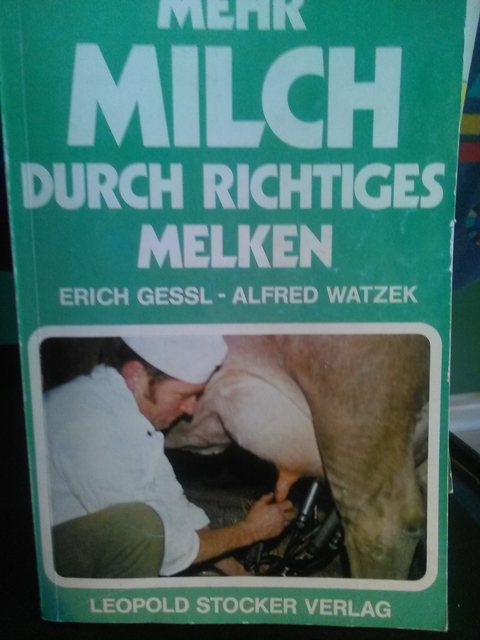 MEHR
MILCH
DURCH RICHTIGES
MELKEN
ERICH GESSL - ALFRED WATZEK
LEOPOLD STOCKER VERLAG